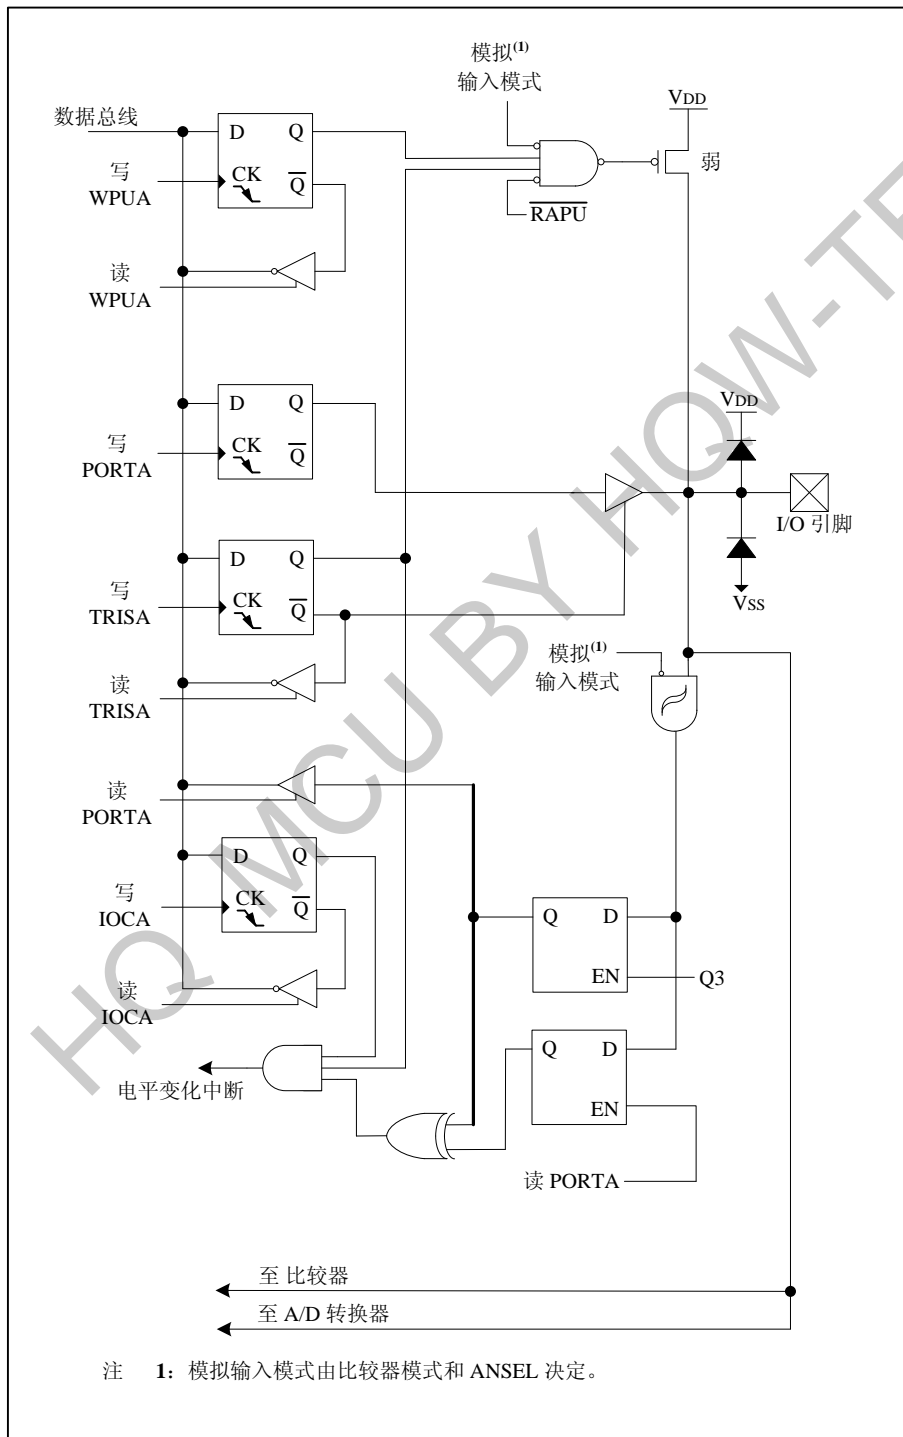 模拟(1)
输入模式
VDD
数据总线
D Q
弱
写
WPUA
CK Q
RAPU
读
WPUA
D Q
VDD
写
PORTA
CK Q
I/O 引脚
D Q
写
TRISA
CK Q
VSS
模拟(1)
输入模式
读
TRISA
读
PORTA
D Q
写
IOCA
CK Q
Q D
EN
Q3
读
IOCA
Q D
电平变化中断
EN
读 PORTA
至 比较器
至 A/D 转换器
注 1：模拟输入模式由比较器模式和 ANSEL 决定。
HQ MCU BY HQW-TE